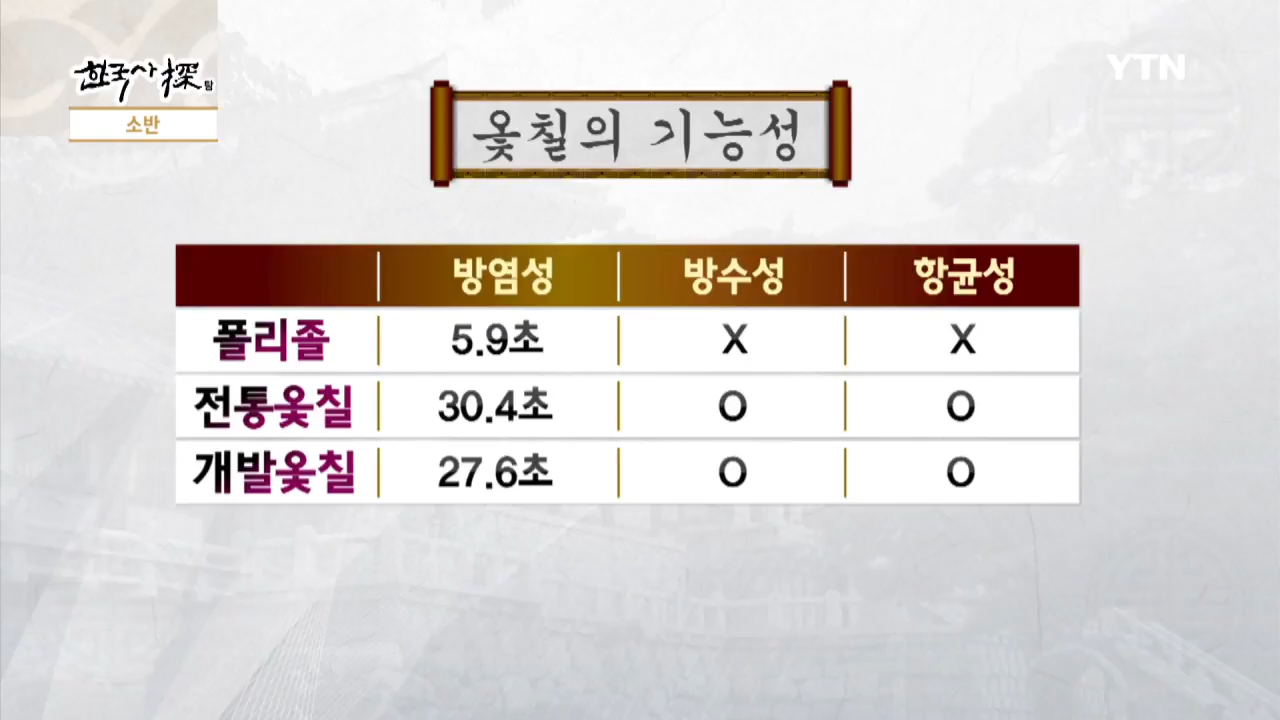 한국사 探 탐
소반
YTN
옻칠의 기능성
방염성 방수성 항균성
폴리졸 5.9초 X X
전통옻칠 30.4초 O O
개발옻칠 27.6초 O O